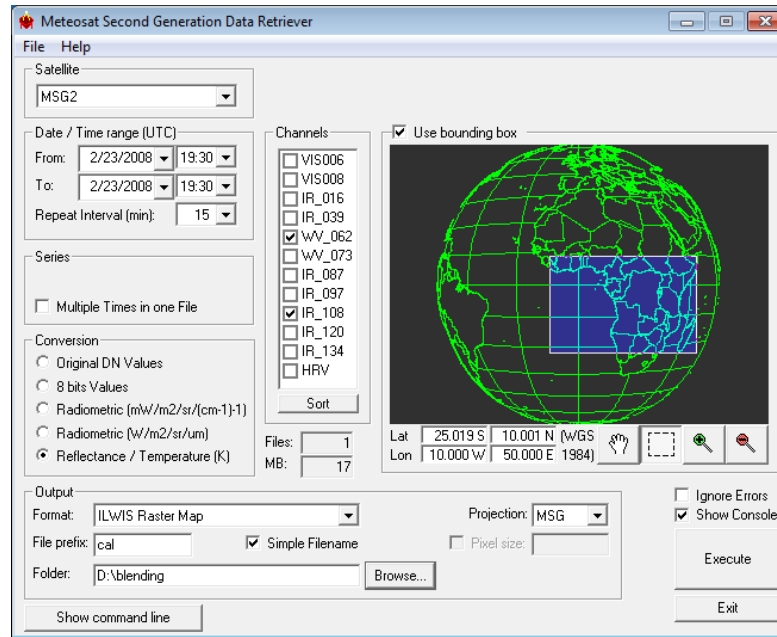 Meteosat Second Generation Data Retriever
File Help
Satellite
MSG2
Date / Time range (UTC)
From: 2/23/2008 19:30
To: 2/23/2008 19:30
Repeat Interval (min): 15
Series
Multiple Times in one File
Conversion
Original DN Values
8 bits Values
Radiometric (mW/m2/sr/(cm-1)-1)
Radiometric (W/m2/sr/um)
Reflectance / Temperature (K)
Channels
VIS006
VIS008
IR_016
IR_039
WV_062
WV_073
IR_087
IR_097
IR_108
IR_120
IR_134
HRV
Sort
Files: 1
MB: 17
Use bounding box
Lat 25.019 S 10.001 N (WGS
Lon 10.000 W 50.000 E 1984)
Output
Format: ILWIS Raster Map
Projection: MSG
File prefix: cal
Simple Filename
Pixel size:
Folder: D:\blending
Browse...
Ignore Errors
Show Console
Execute
Exit
Show command line